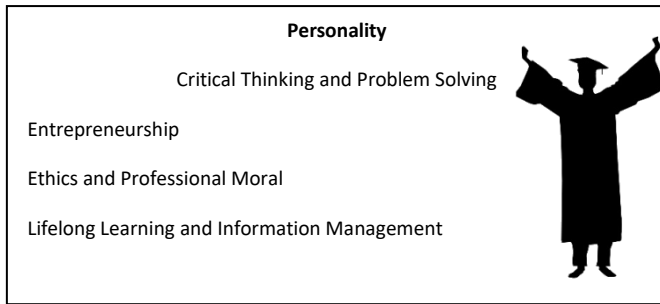 Personality
Critical Thinking and Problem Solving
Entrepreneurship
Ethics and Professional Moral
Lifelong Learning and Information Management